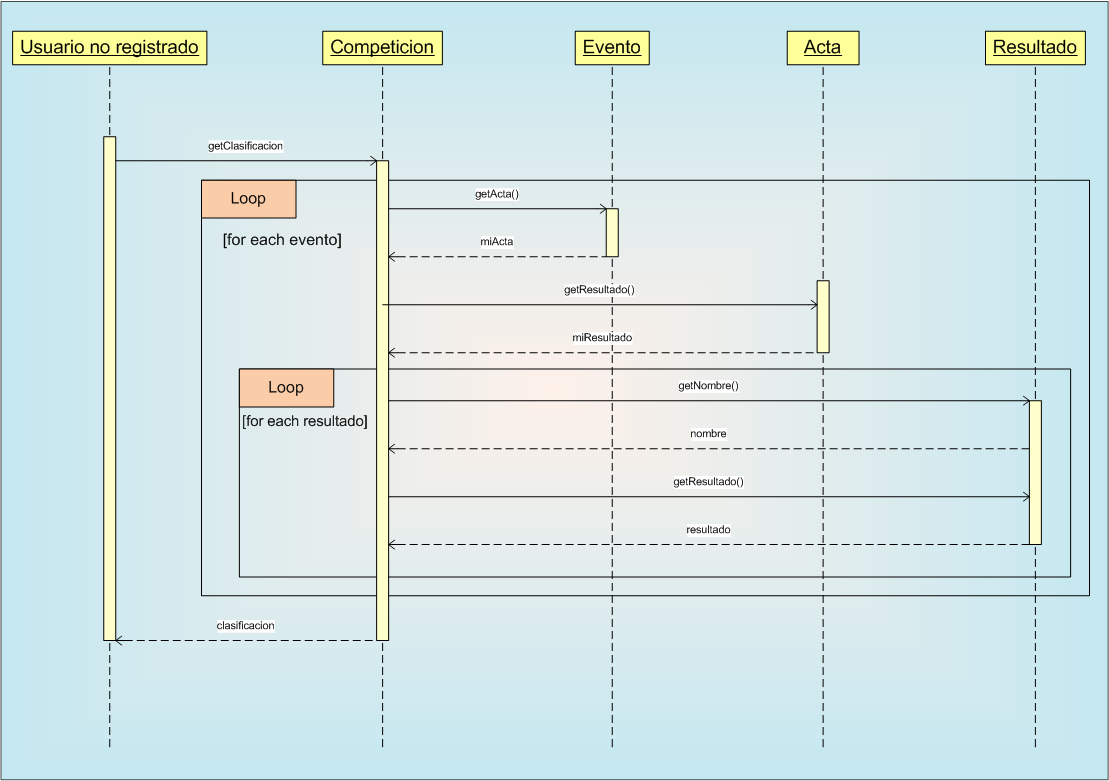 Usuario no registrado
Competicion
Evento
Acta
Resultado
getClasificacion
Loop
getActa()
[for each evento]
miActa
getResultado()
miResultado
Loop
getNombre()
[for each resultado]
nombre
getResultado()
resultado
clasificacion